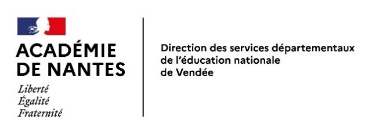 ACADÉMIE
DE NANTES
Liberté
Égalité
Fraternité
Direction des services départementaux
de l'éducation nationale
de Vendée